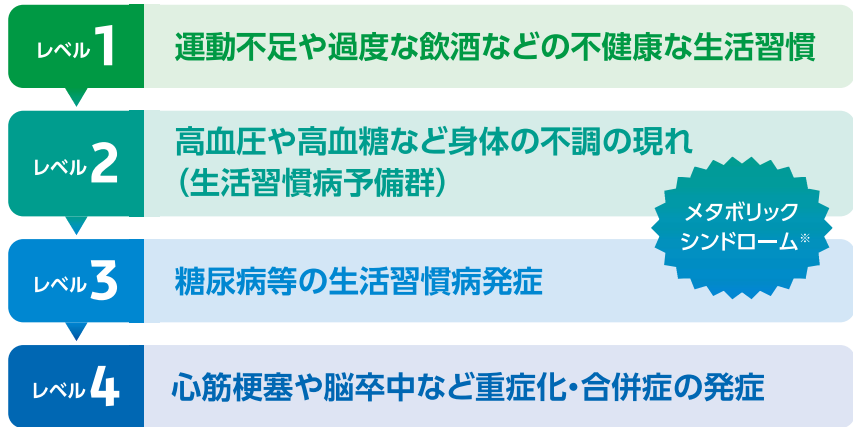 レベル1
運動不足や過度な飲酒などの不健康な生活習慣
レベル2
高血圧や高血糖など身体の不調の現れ
（生活習慣病予備群）
メタボリック
シンドローム※
レベル3
糖尿病等の生活習慣病発症
レベル4
心筋梗塞や脳卒中など重症化・合併症の発症